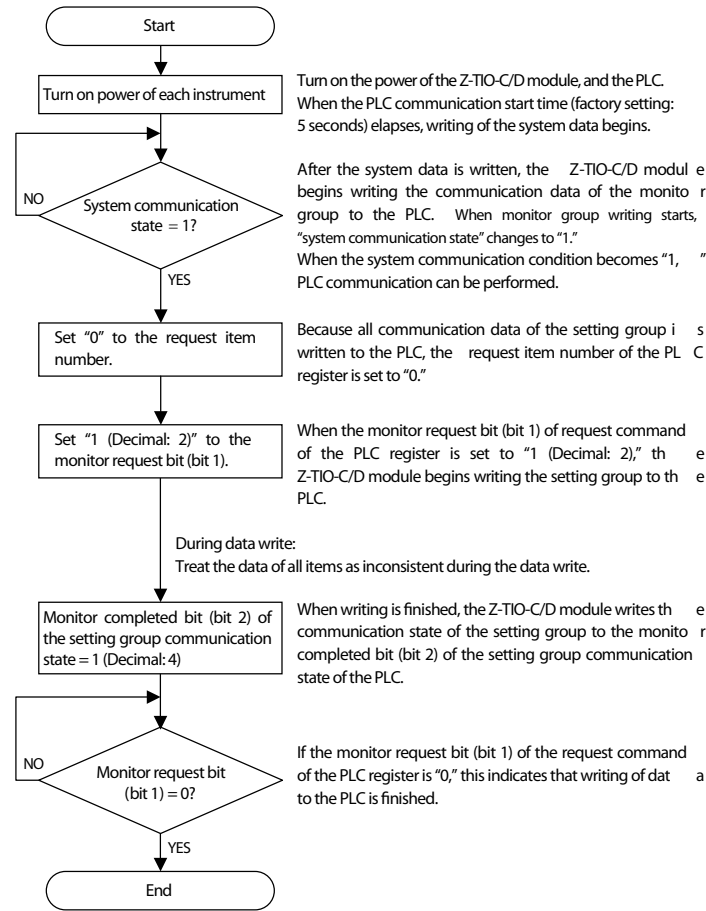 Start
Turn on power of each instrument
Turn on the power of the Z-TIO-C/D module, and the PLC.
When the PLC communication start time (factory setting:
5 seconds) elapses, writing of the system data begins.
NO
System communication
state = 1?
After the system data is written, the Z-TIO-C/D modul e
begins writing the communication data of the monito r
group to the PLC. When monitor group writing starts,
“system communication state” changes to “1.”
When the system communication condition becomes “1, ”
PLC communication can be performed.
YES
Set “0” to the request item
number.
Because all communication data of the setting group i s
written to the PLC, the request item number of the PL C
register is set to “0.”
Set “1 (Decimal: 2)” to the
monitor request bit (bit 1).
When the monitor request bit (bit 1) of request command
of the PLC register is set to “1 (Decimal: 2),” th e
Z-TIO-C/D module begins writing the setting group to th e
PLC.
During data write:
Treat the data of all items as inconsistent during the data write.
Monitor completed bit (bit 2) of
the setting group communication
state = 1 (Decimal: 4)
When writing is finished, the Z-TIO-C/D module writes th e
communication state of the setting group to the monito r
completed bit (bit 2) of the setting group communication
state of the PLC.
NO
Monitor request bit
(bit 1) = 0?
If the monitor request bit (bit 1) of the request command
of the PLC register is “0,” this indicates that writing of dat a
to the PLC is finished.
YES
End